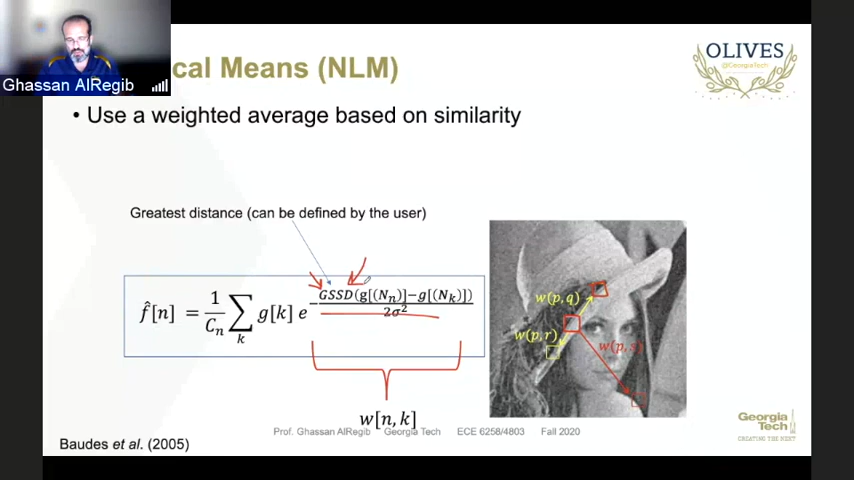 Ghassan AlRegib
cal Means (NLM)
OLIVES
@GeorgiaTech
• Use a weighted average based on similarity
Greatest distance (can be defined by the user)
f̂[n] = 1/Cₙ ∑ₖ g[k] e^(−GSSD(g[(Nₙ)]−g[(Nₖ)])/2σ²)
w[n,k]
w(p,q)
w(p,r)
w(p,s)
Prof. Ghassan AlRegib Georgia Tech ECE 6258/4803 Fall 2020
Baudes et al. (2005)
Georgia
Tech
CREATING THE NEXT